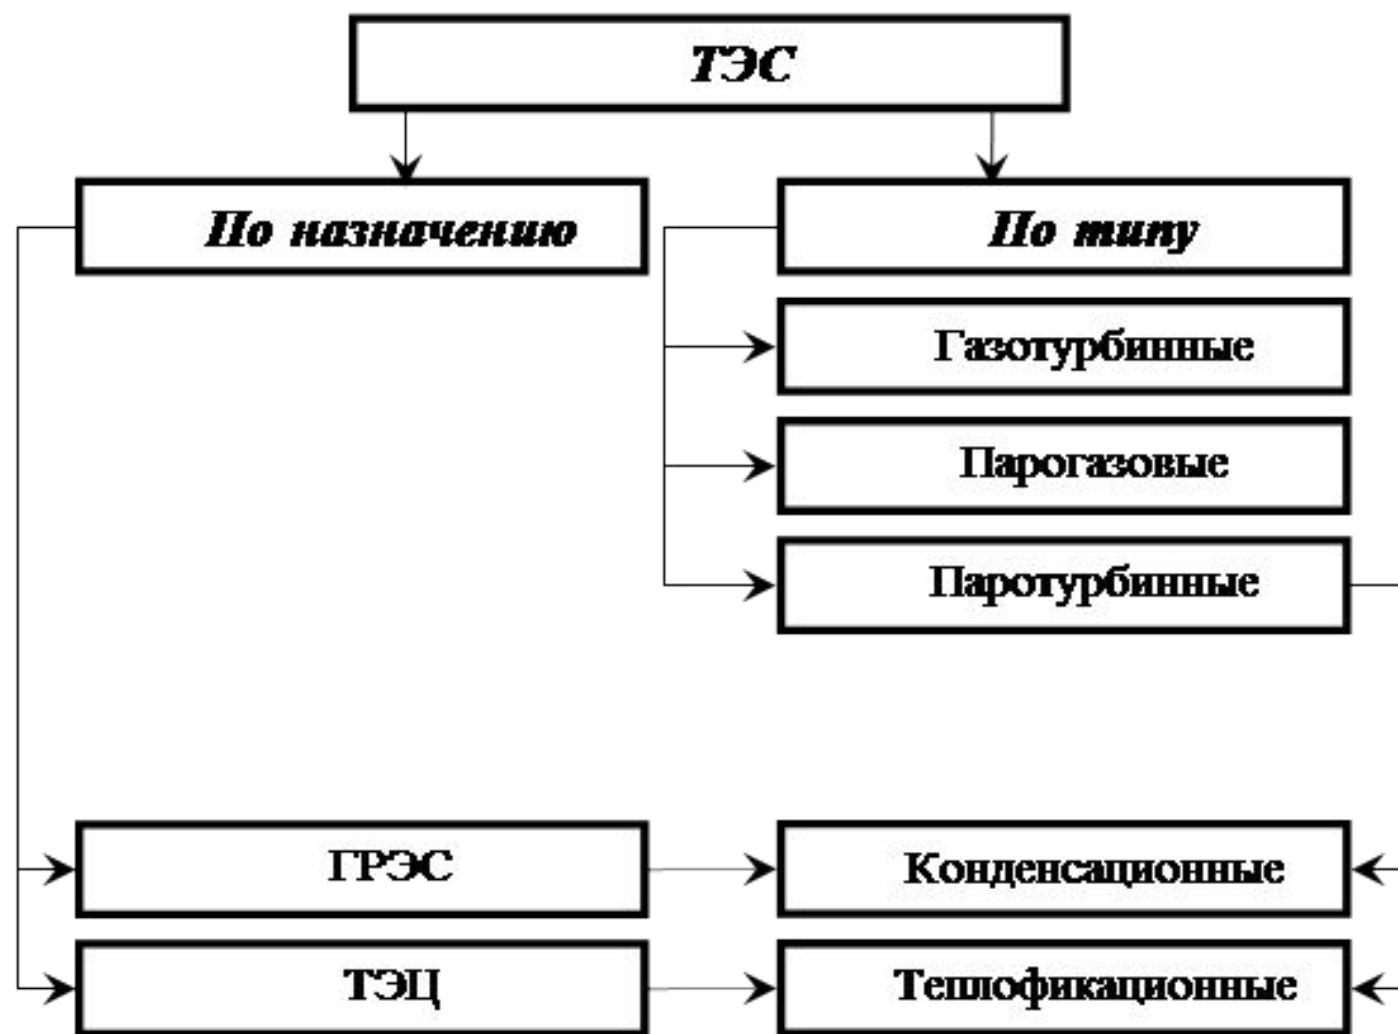 ТЭС
По назначению
По типу
Газотурбинные
Парогазовые
Паротурбинные
ГРЭС
Конденсационные
ТЭЦ
Теплофикационные